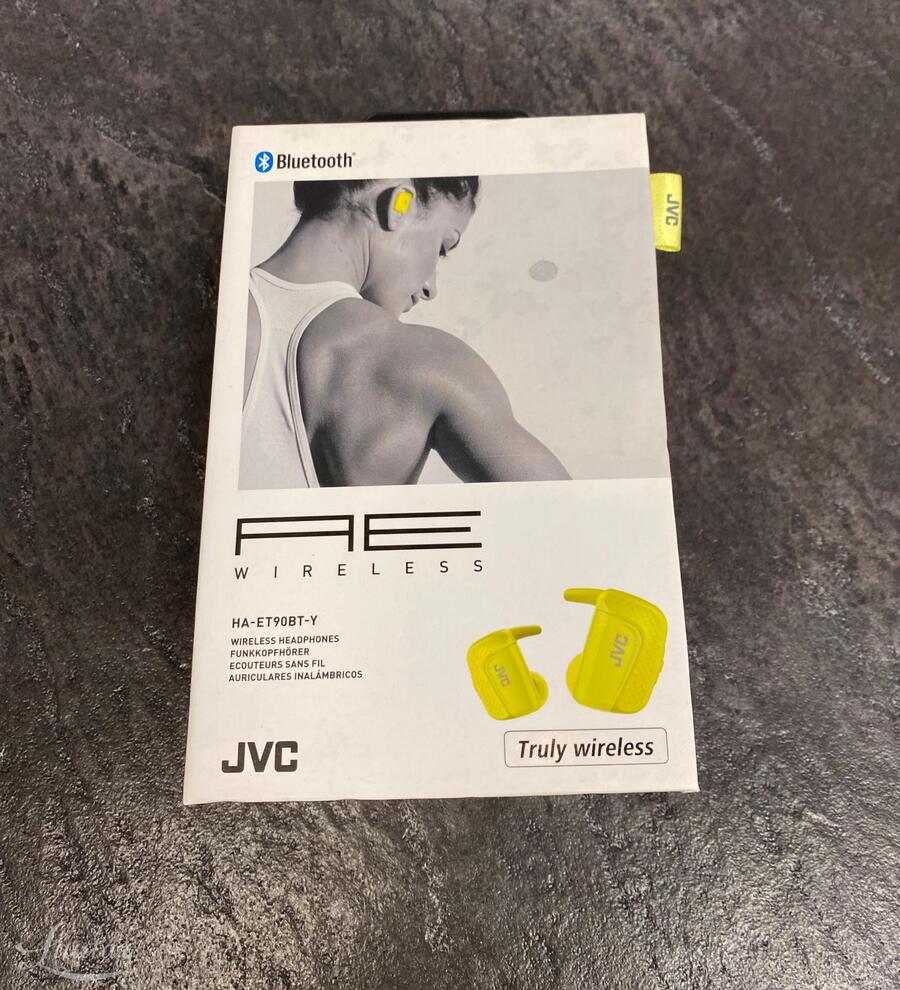 Bluetooth®
JVC
AE
WIRELESS
HA-ET90BT-Y
WIRELESS HEADPHONES
FUNKKOPFHÖRER
ECOUTEURS SANS FIL
AURICULARES INALÁMBRICOS
JVC
JVC
JVC
Truly wireless